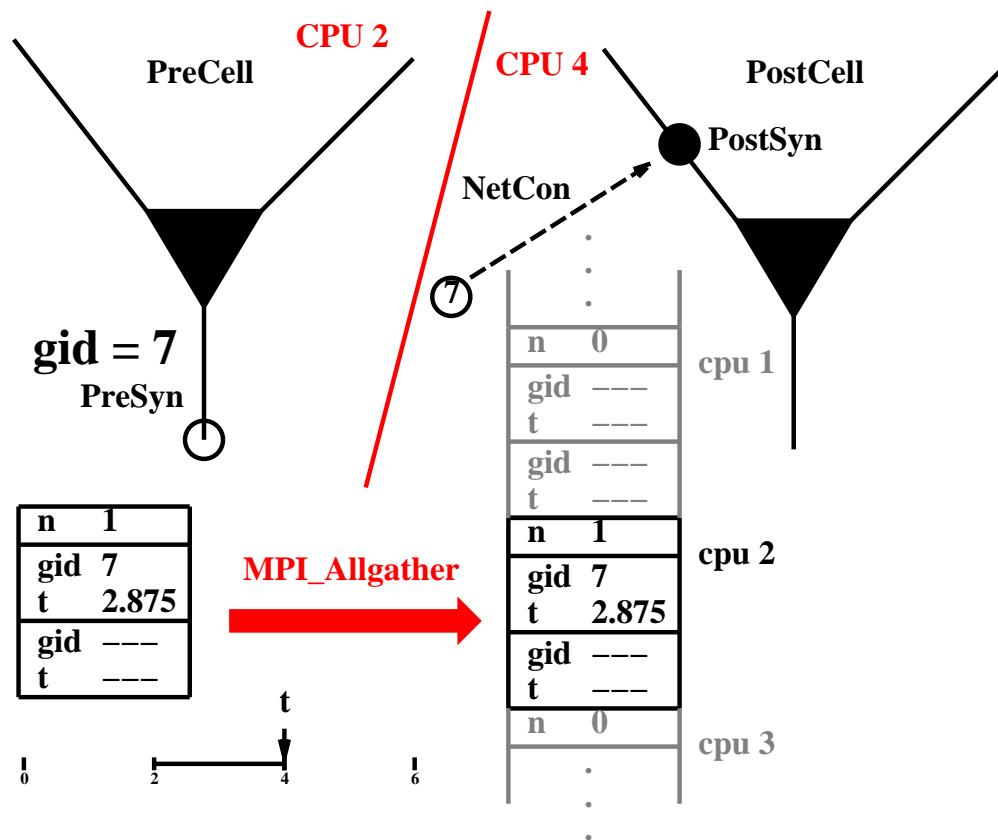 CPU 2
CPU 4
PreCell
PostCell
PostSyn
NetCon
7
gid = 7
PreSyn
n 0
cpu 1
gid −−−
t −−−
gid −−−
t −−−
n 1
gid 7
t 2.875
gid −−−
t −−−
MPI_Allgather
n 1
cpu 2
gid 7
t 2.875
gid −−−
t −−−
n 0
cpu 3
t
0 2 4 6